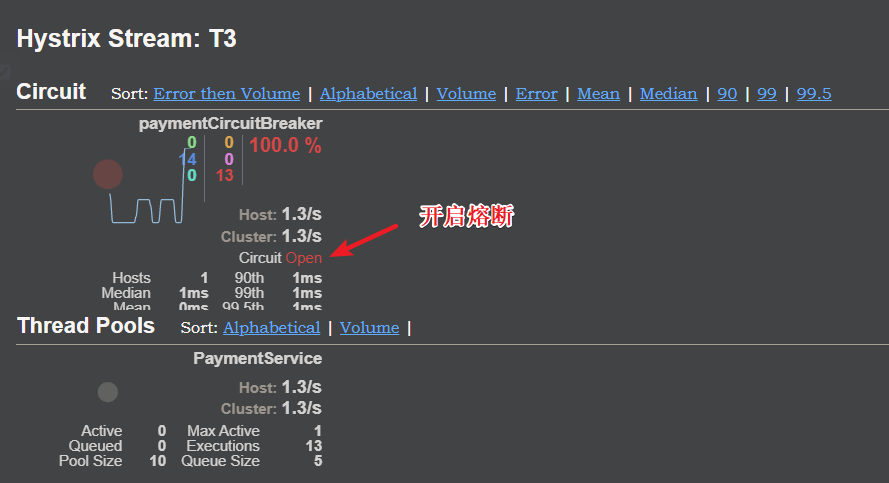 Hystrix Stream: T3
Circuit Sort: Error then Volume | Alphabetical | Volume | Error | Mean | Median | 90 | 99 | 99.5
paymentCircuitBreaker
0 0 100.0 %
14 0
0 13
Host: 1.3/s
开启熔断
Cluster: 1.3/s
Circuit Open
Hosts 1 90th 1ms
Median 1ms 99th 1ms
Mean 0ms 99.5th 1ms
Thread Pools Sort: Alphabetical | Volume |
PaymentService
Host: 1.3/s
Cluster: 1.3/s
Active 0 Max Active 1
Queued 0 Executions 13
Pool Size 10 Queue Size 5